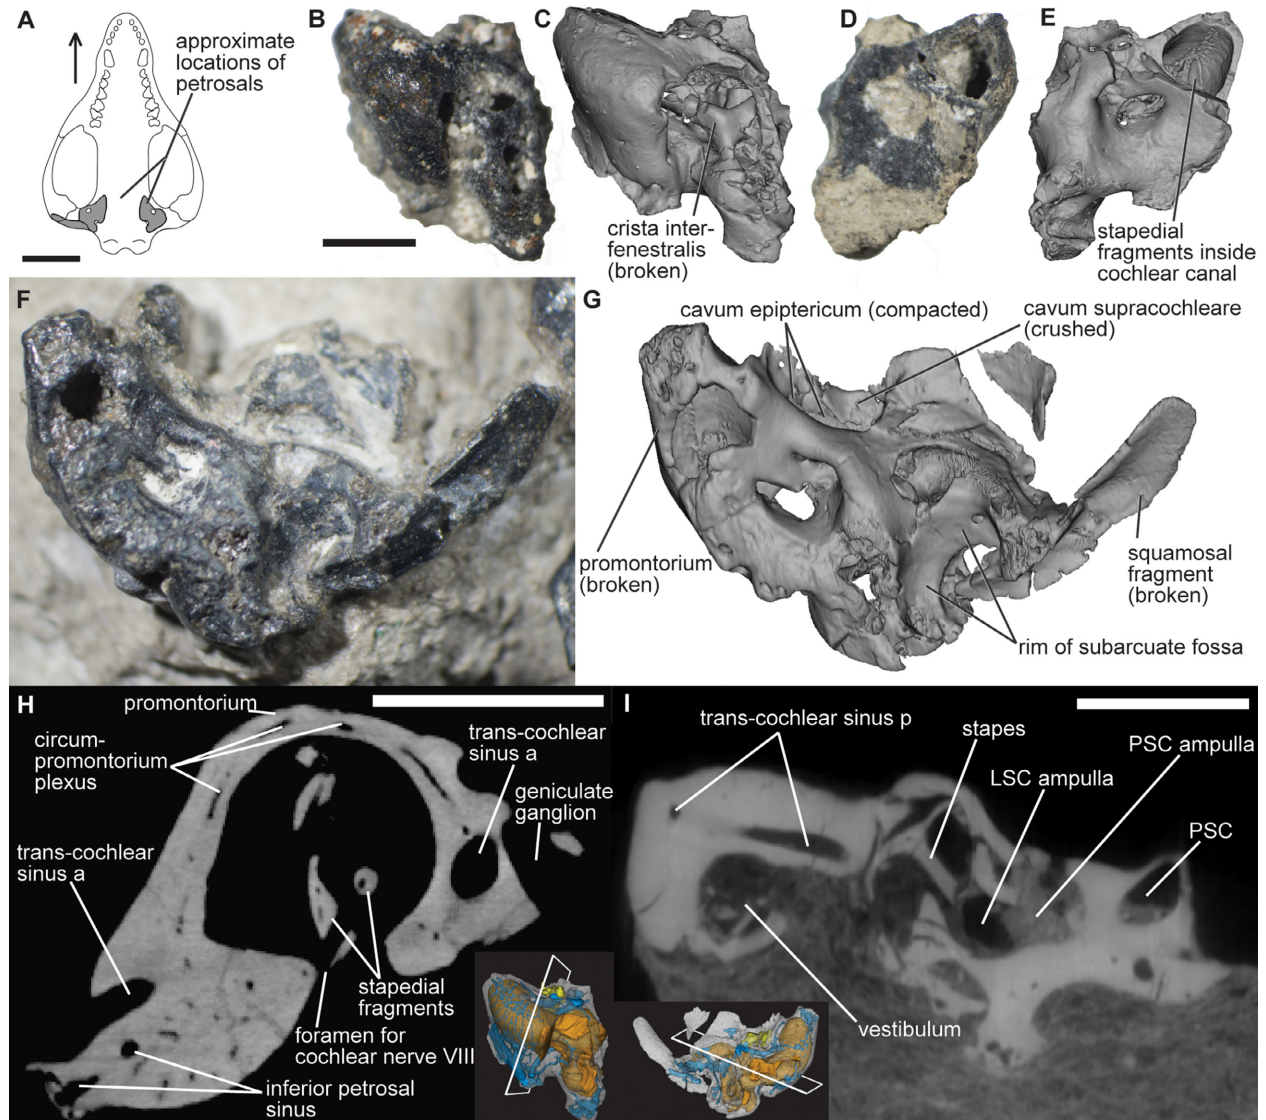 A
approximate
locations of
petrosals
B
C
crista inter-
fenestralis
(broken)
D
E
stapedial
fragments inside
cochlear canal
F
G
cavum epiptericum (compacted)
cavum supracochleare
(crushed)
promontorium
(broken)
squamosal
fragment
(broken)
rim of subarcuate fossa
H
promontorium
circum-
promontorium
plexus
trans-cochlear
sinus a
geniculate
ganglion
trans-cochlear
sinus a
stapedial
fragments
foramen for
cochlear nerve VIII
inferior petrosal
sinus
I
trans-cochlear sinus p
stapes
PSC ampulla
LSC ampulla
PSC
vestibulum